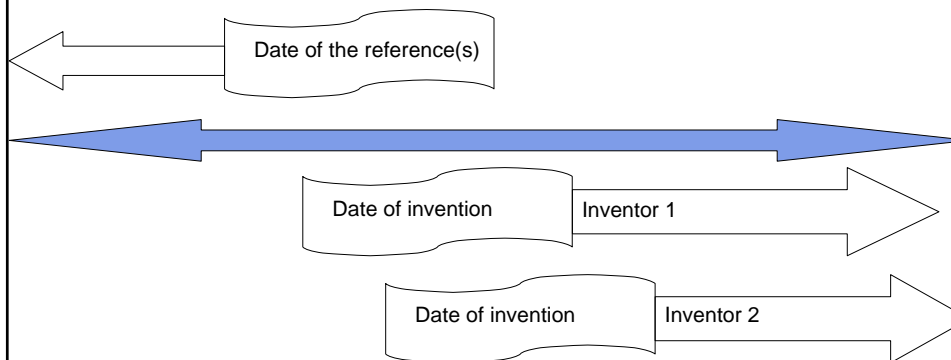 Date of the reference(s)
Date of invention Inventor 1
Date of invention Inventor 2